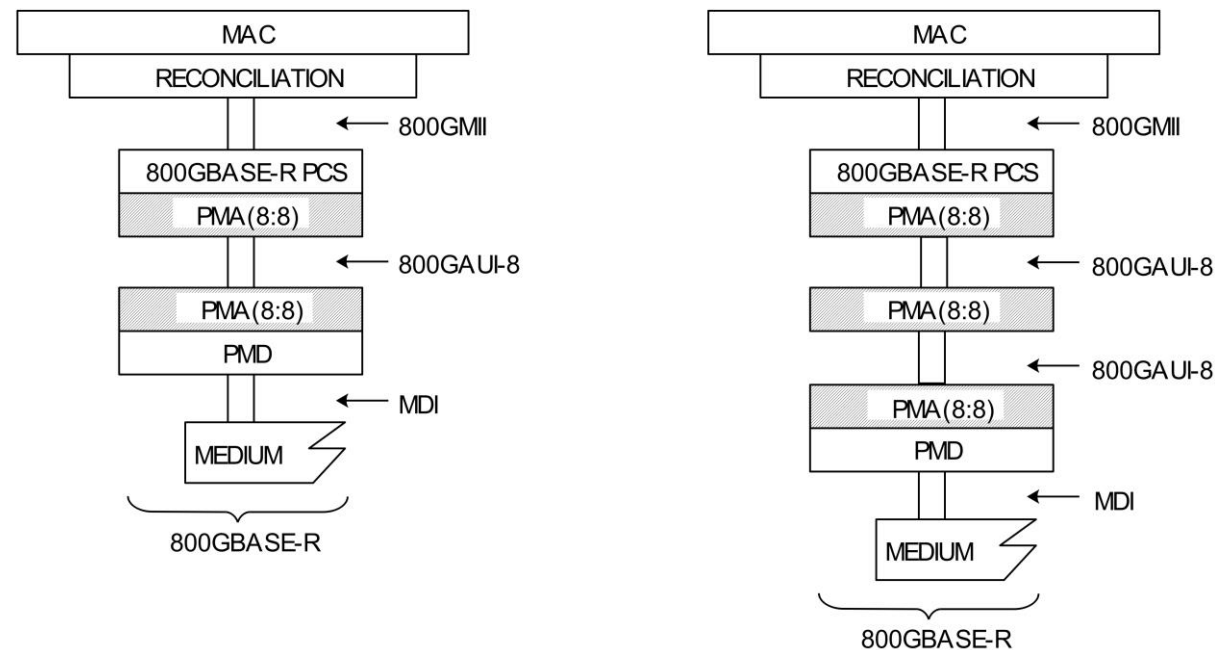 MAC
RECONCILIATION
800GMII
800GBASE-R PCS
PMA (8:8)
800GAUI-8
PMA (8:8)
PMD
MDI
MEDIUM
800GBASE-R
MAC
RECONCILIATION
800GMII
800GBASE-R PCS
PMA (8:8)
800GAUI-8
PMA (8:8)
800GAUI-8
PMA (8:8)
PMD
MDI
MEDIUM
800GBASE-R